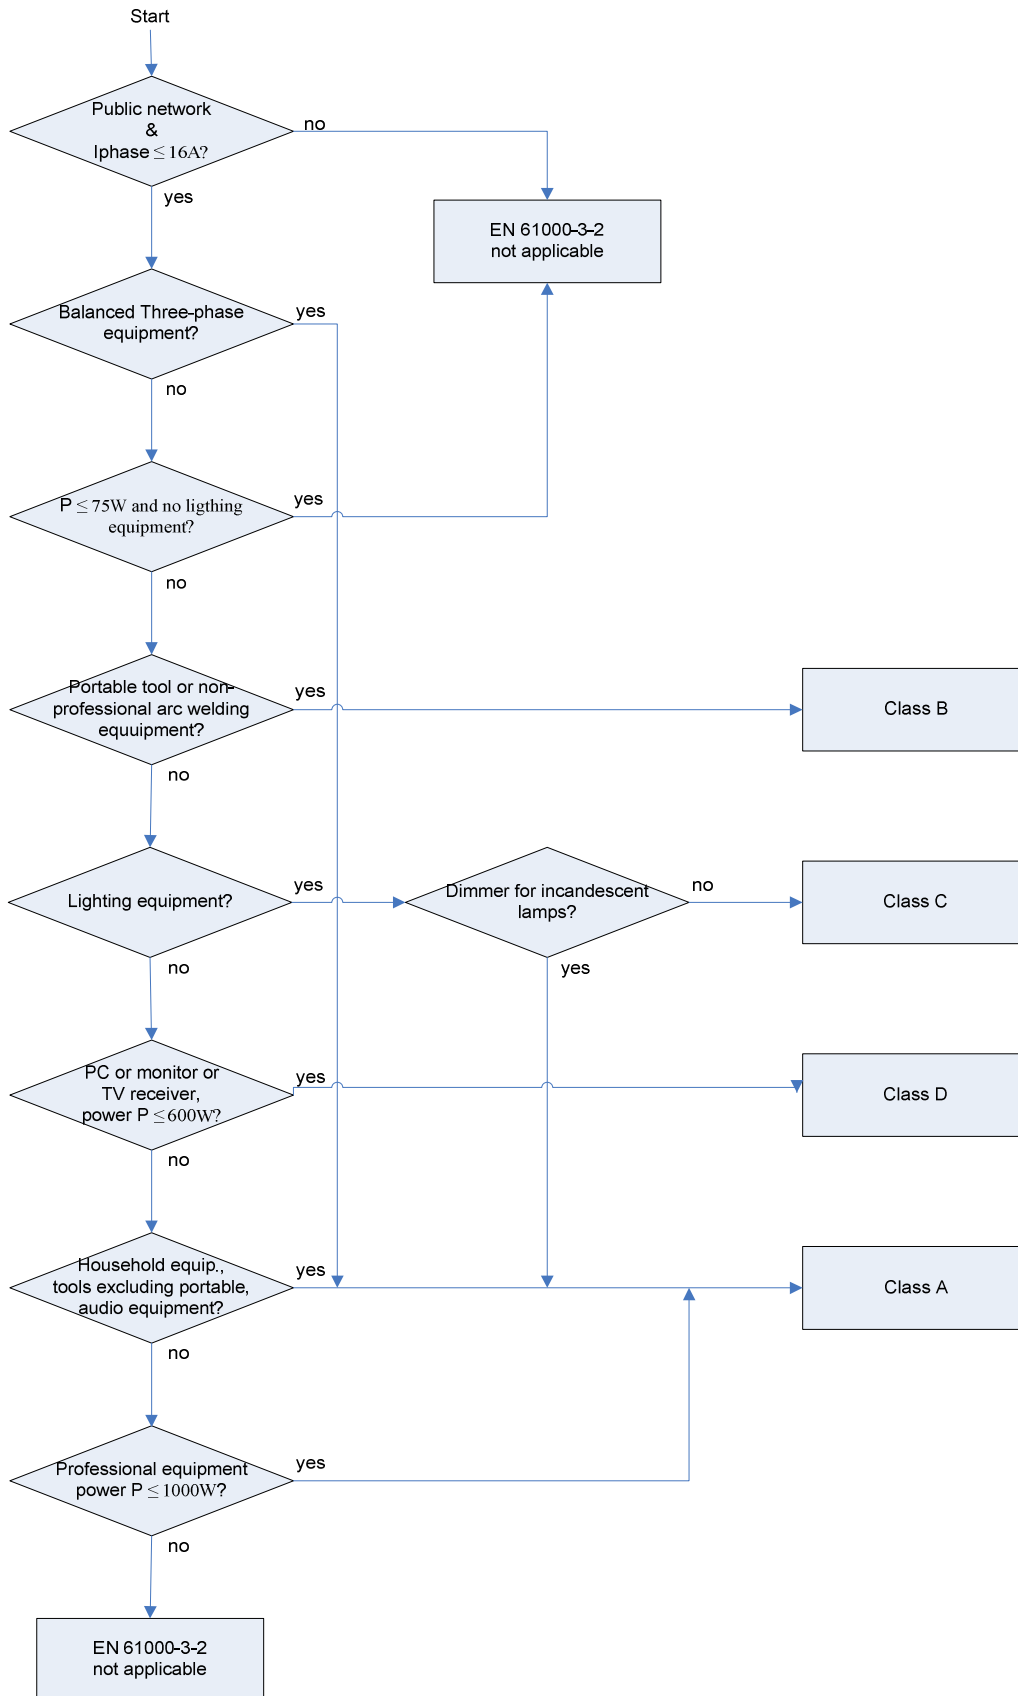 Start
Public network
&
Iphase ≤ 16A?
no
yes
EN 61000-3-2
not applicable
Balanced Three-phase
equipment?
yes
no
P ≤ 75W and no ligthing
equipment?
yes
no
Portable tool or non-
professional arc welding
equuipment?
yes
no
Class B
Lighting equipment?
yes
no
Dimmer for incandescent
lamps?
no
yes
Class C
PC or monitor or
TV receiver,
power P ≤ 600W?
yes
no
Class D
Household equip.,
tools excluding portable,
audio equipment?
yes
no
Class A
Professional equipment
power P ≤ 1000W?
yes
no
EN 61000-3-2
not applicable